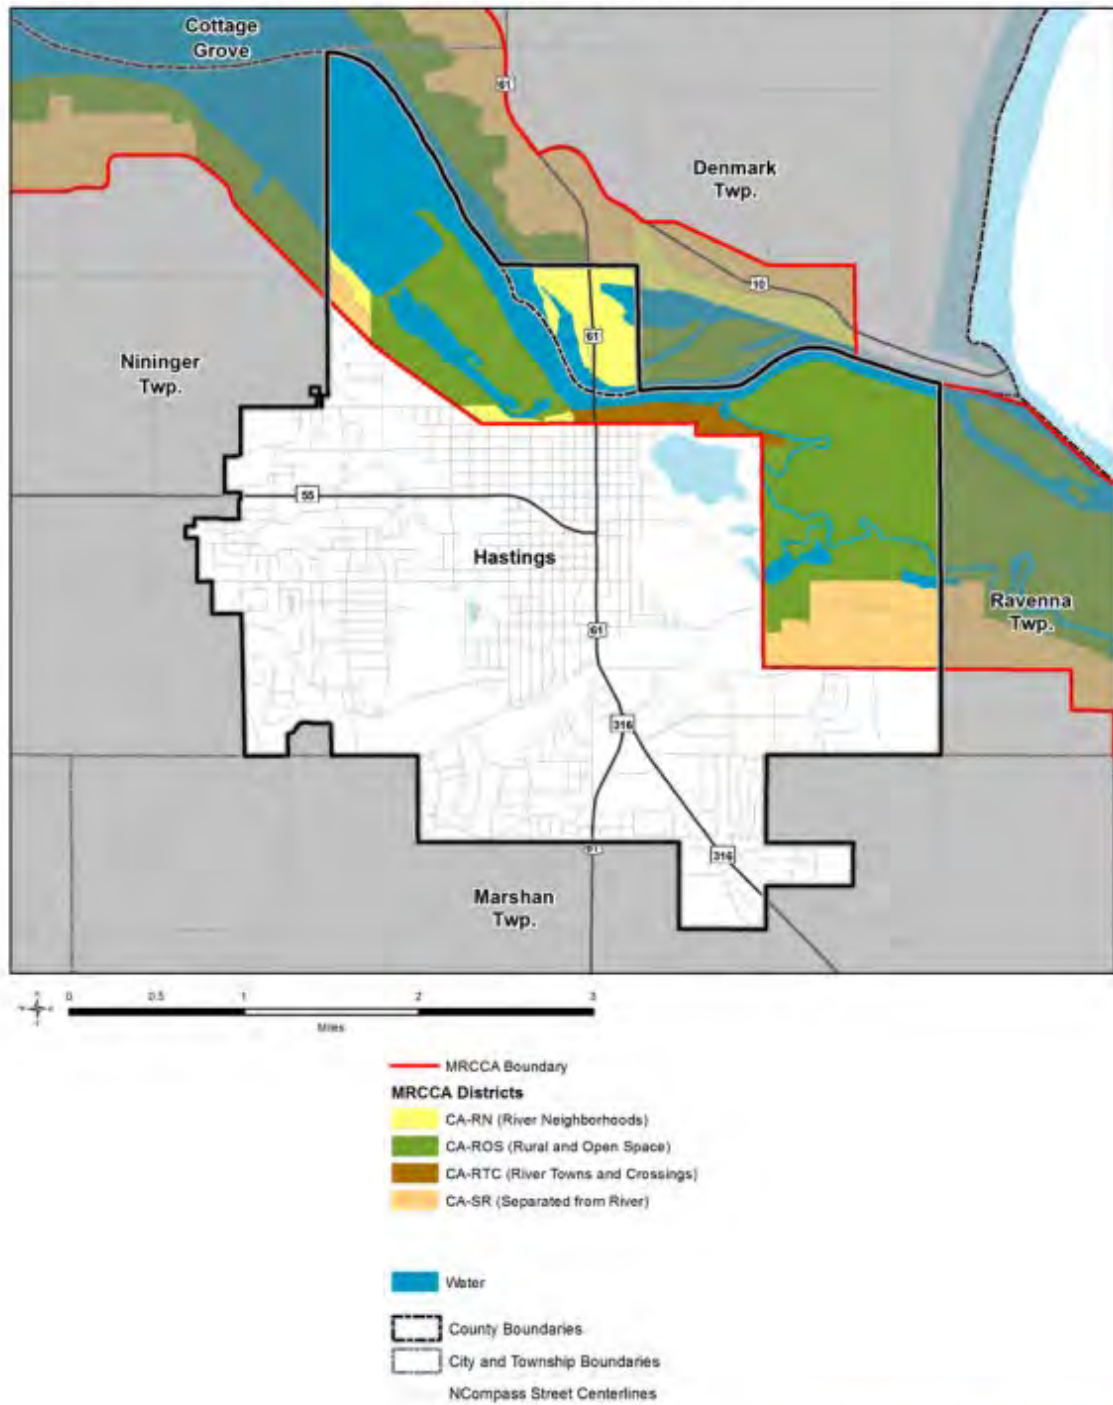 Cottage
Grove
61
Denmark
Twp.
10
61
Nininger
Twp.
55
Hastings
Ravenna
Twp.
61
316
61
316
Marshan
Twp.
0 0.5 1 2 3
Miles
MRCCA Boundary
MRCCA Districts
CA-RN (River Neighborhoods)
CA-ROS (Rural and Open Space)
CA-RTC (River Towns and Crossings)
CA-SR (Separated from River)
Water
County Boundaries
City and Township Boundaries
NCompass Street Centerlines